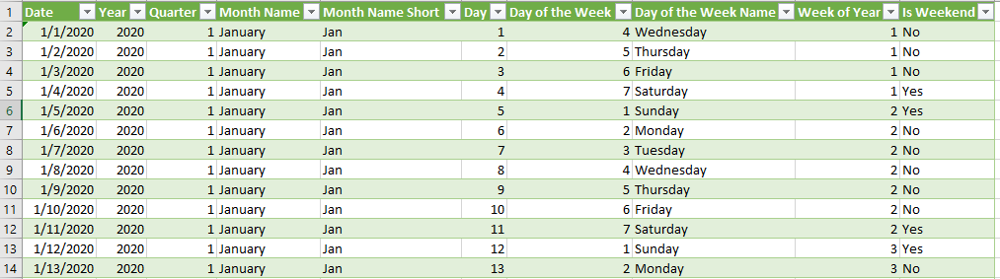 1 Date Year Quarter Month Name Month Name Short Day Day of the Week Day of the Week Name Week of Year Is Weekend
2 1/1/2020 2020 1 January Jan 1 4 Wednesday 1 No
3 1/2/2020 2020 1 January Jan 2 5 Thursday 1 No
4 1/3/2020 2020 1 January Jan 3 6 Friday 1 No
5 1/4/2020 2020 1 January Jan 4 7 Saturday 1 Yes
6 1/5/2020 2020 1 January Jan 5 1 Sunday 2 Yes
7 1/6/2020 2020 1 January Jan 6 2 Monday 2 No
8 1/7/2020 2020 1 January Jan 7 3 Tuesday 2 No
9 1/8/2020 2020 1 January Jan 8 4 Wednesday 2 No
10 1/9/2020 2020 1 January Jan 9 5 Thursday 2 No
11 1/10/2020 2020 1 January Jan 10 6 Friday 2 No
12 1/11/2020 2020 1 January Jan 11 7 Saturday 2 Yes
13 1/12/2020 2020 1 January Jan 12 1 Sunday 3 Yes
14 1/13/2020 2020 1 January Jan 13 2 Monday 3 No